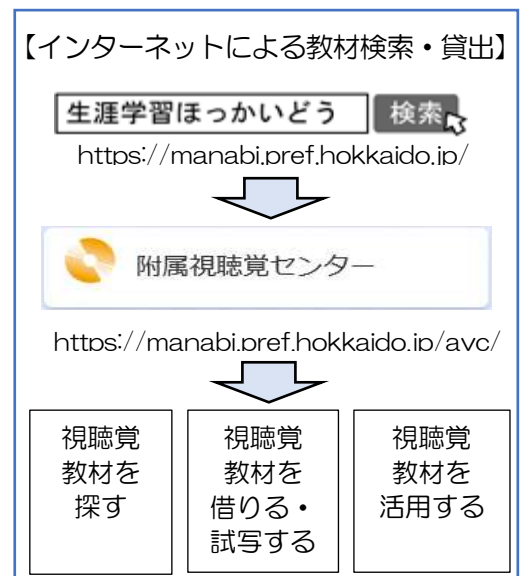 【インターネットによる教材検索・貸出】
生涯学習ほっかいどう 検索
https://manabi.pref.hokkaido.jp/
附属視聴覚センター
https://manabi.pref.hokkaido.jp/avc/
視聴覚
教材を
探す
視聴覚
教材を
借りる・
試写する
視聴覚
教材を
活用する